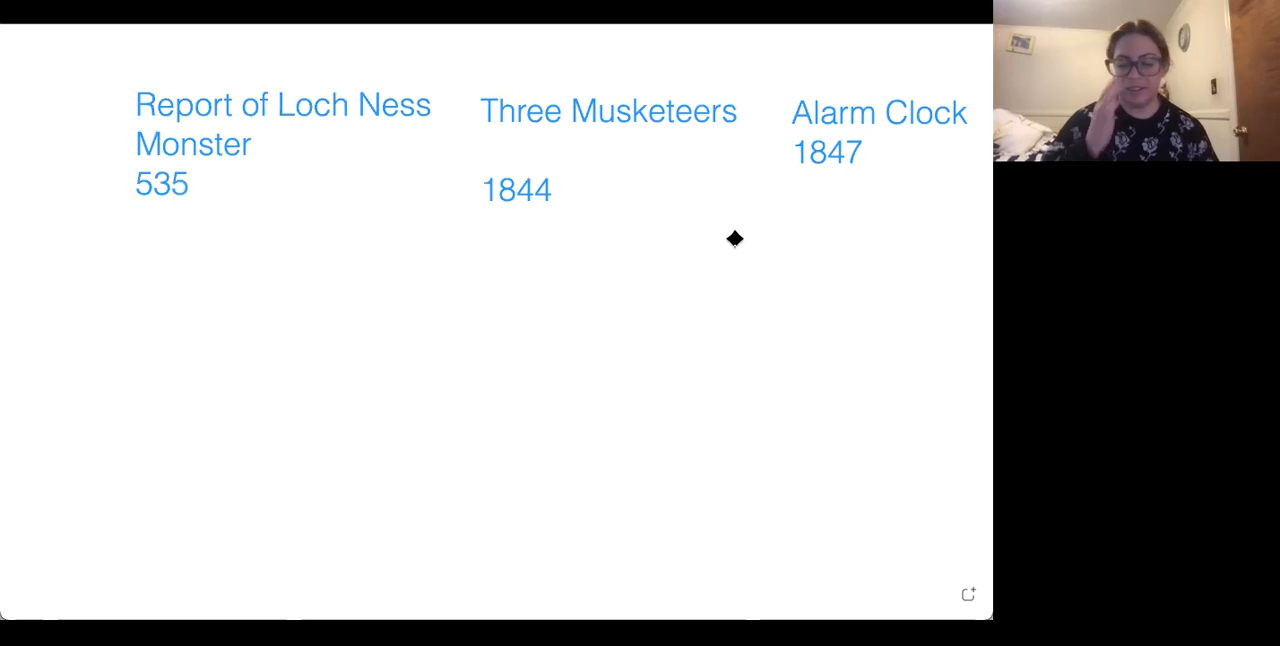 Report of Loch Ness
Monster
535
Three Musketeers
1844
Alarm Clock
1847